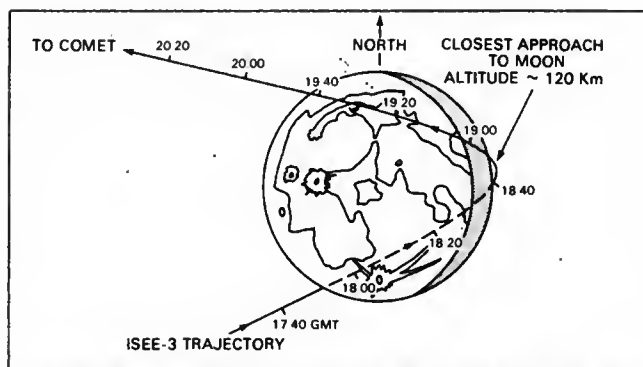 TO COMET
20 20
20 00
NORTH
CLOSEST APPROACH
TO MOON
ALTITUDE ~ 120 Km
19 40
19 20
19 00
18 40
18 20
18 00
17 40 GMT
ISEE-3 TRAJECTORY